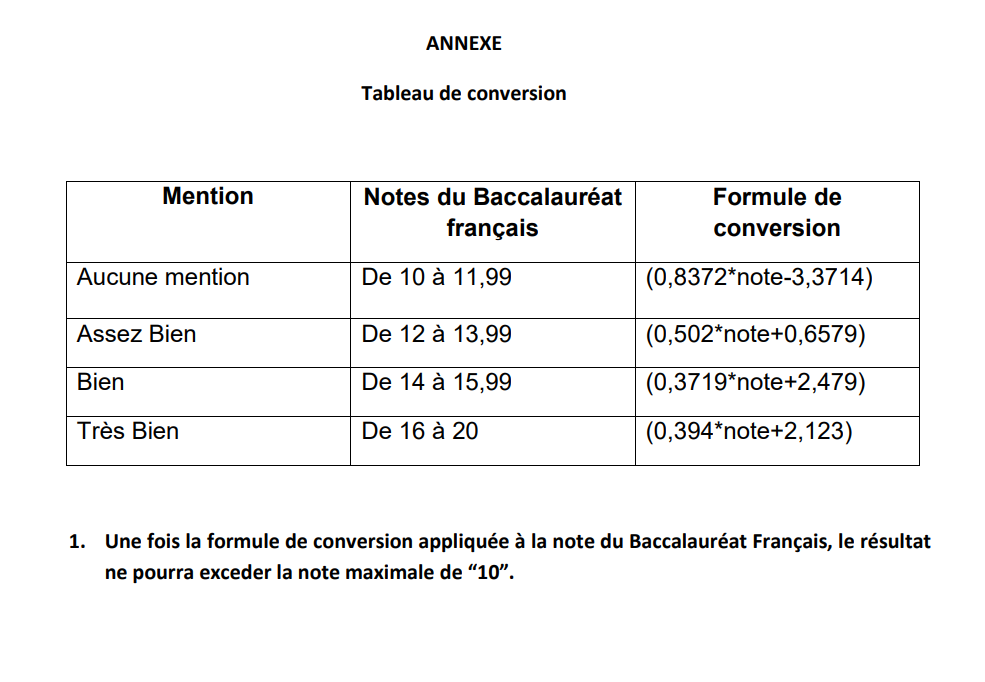 ANNEXE
Tableau de conversion
Mention
Notes du Baccalauréat
français
Formule de
conversion
Aucune mention
De 10 à 11,99
(0,8372*note-3,3714)
Assez Bien
De 12 à 13,99
(0,502*note+0,6579)
Bien
De 14 à 15,99
(0,3719*note+2,479)
Très Bien
De 16 à 20
(0,394*note+2,123)
1. Une fois la formule de conversion appliquée à la note du Baccalauréat Français, le résultat
ne pourra exceder la note maximale de “10”.